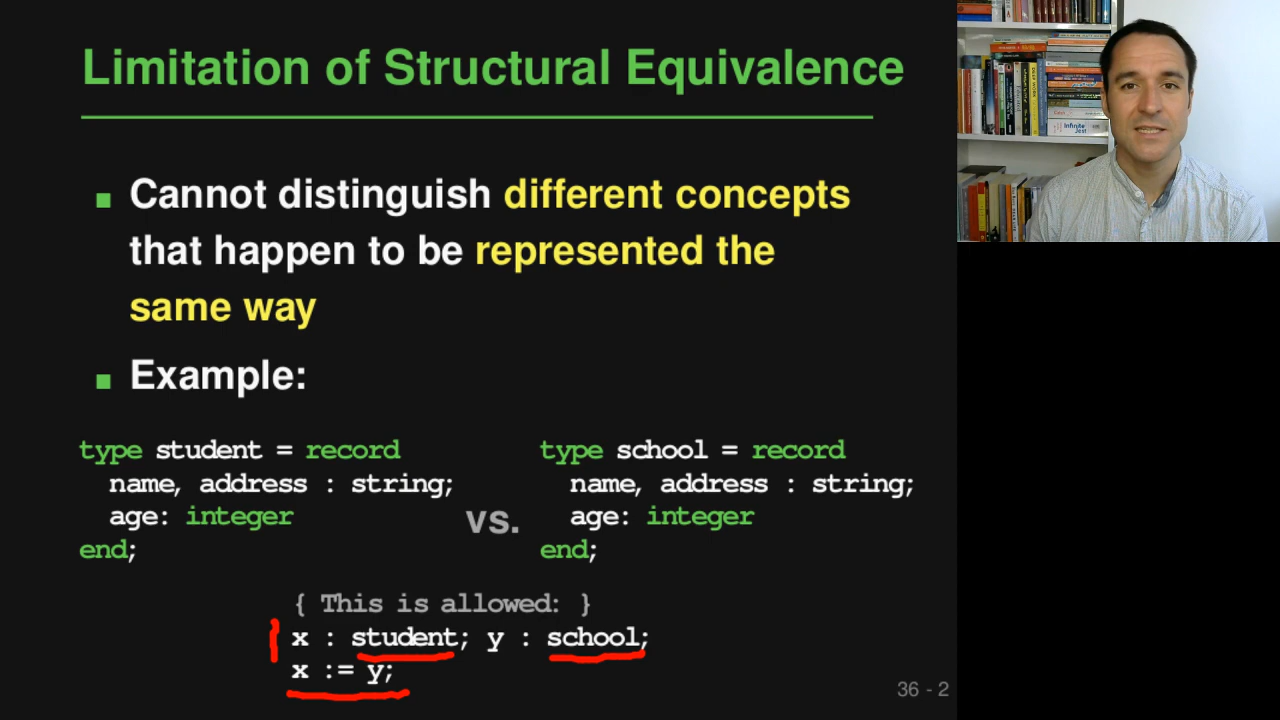 Limitation of Structural Equivalence
Cannot distinguish different concepts
that happen to be represented the
same way
Example:
type student = record
name, address : string;
age: integer
end;
vs.
type school = record
name, address : string;
age: integer
end;
{ This is allowed: }
x : student; y : school;
x := y;
36 - 2
Infinite
Jest